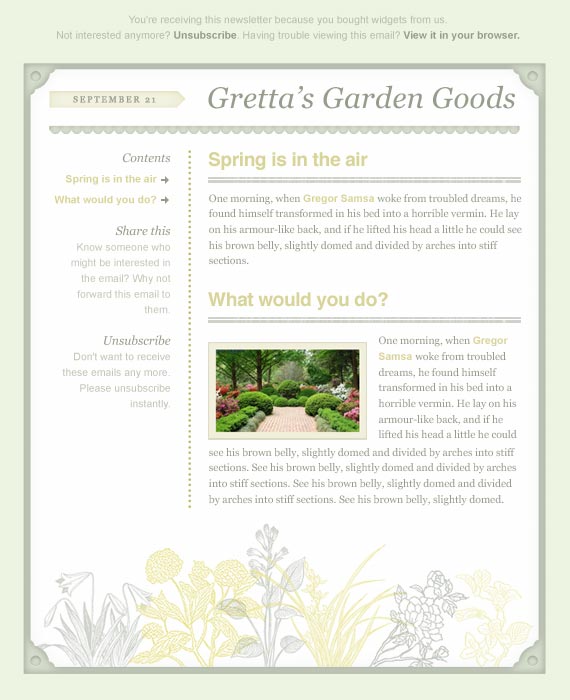 You're receiving this newsletter because you bought widgets from us.
Not interested anymore? Unsubscribe. Having trouble viewing this email? View it in your browser.
SEPTEMBER 21
Gretta's Garden Goods
Contents
Spring is in the air
What would you do?
Share this
Know someone who
might be interested in
the email? Why not
forward this email to
them.
Unsubscribe
Don't want to receive
these emails any more.
Please unsubscribe
instantly.
Spring is in the air
One morning, when Gregor Samsa woke from troubled dreams, he
found himself transformed in his bed into a horrible vermin. He lay
on his armour-like back, and if he lifted his head a little he could see
his brown belly, slightly domed and divided by arches into stiff
sections.
What would you do?
One morning, when Gregor
Samsa woke from troubled
dreams, he found himself
transformed in his bed into a
horrible vermin. He lay on his
armour-like back, and if he
lifted his head a little he could
see his brown belly, slightly domed and divided by arches into stiff
sections. See his brown belly, slightly domed and divided by arches
into stiff sections. See his brown belly, slightly domed and divided
by arches into stiff sections. See his brown belly, slightly domed.